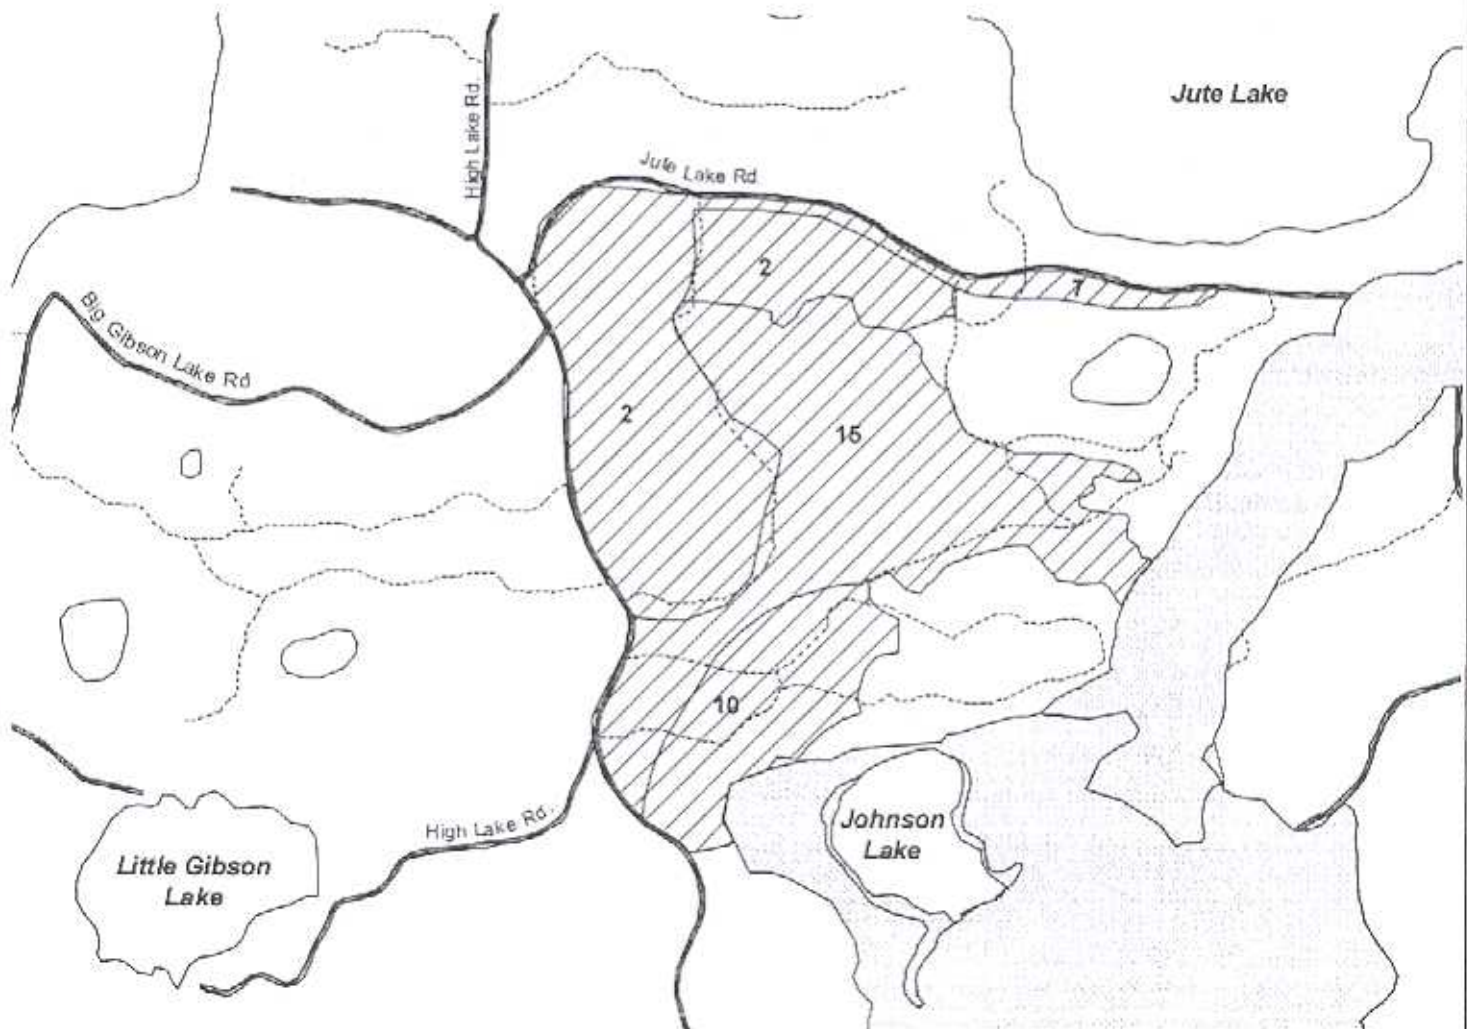 Jute Lake
High Lake Rd.
Jute Lake Rd
2
7
Big Gibson Lake Rd
2
15
10
High Lake Rd.
Johnson
Lake
Little Gibson
Lake